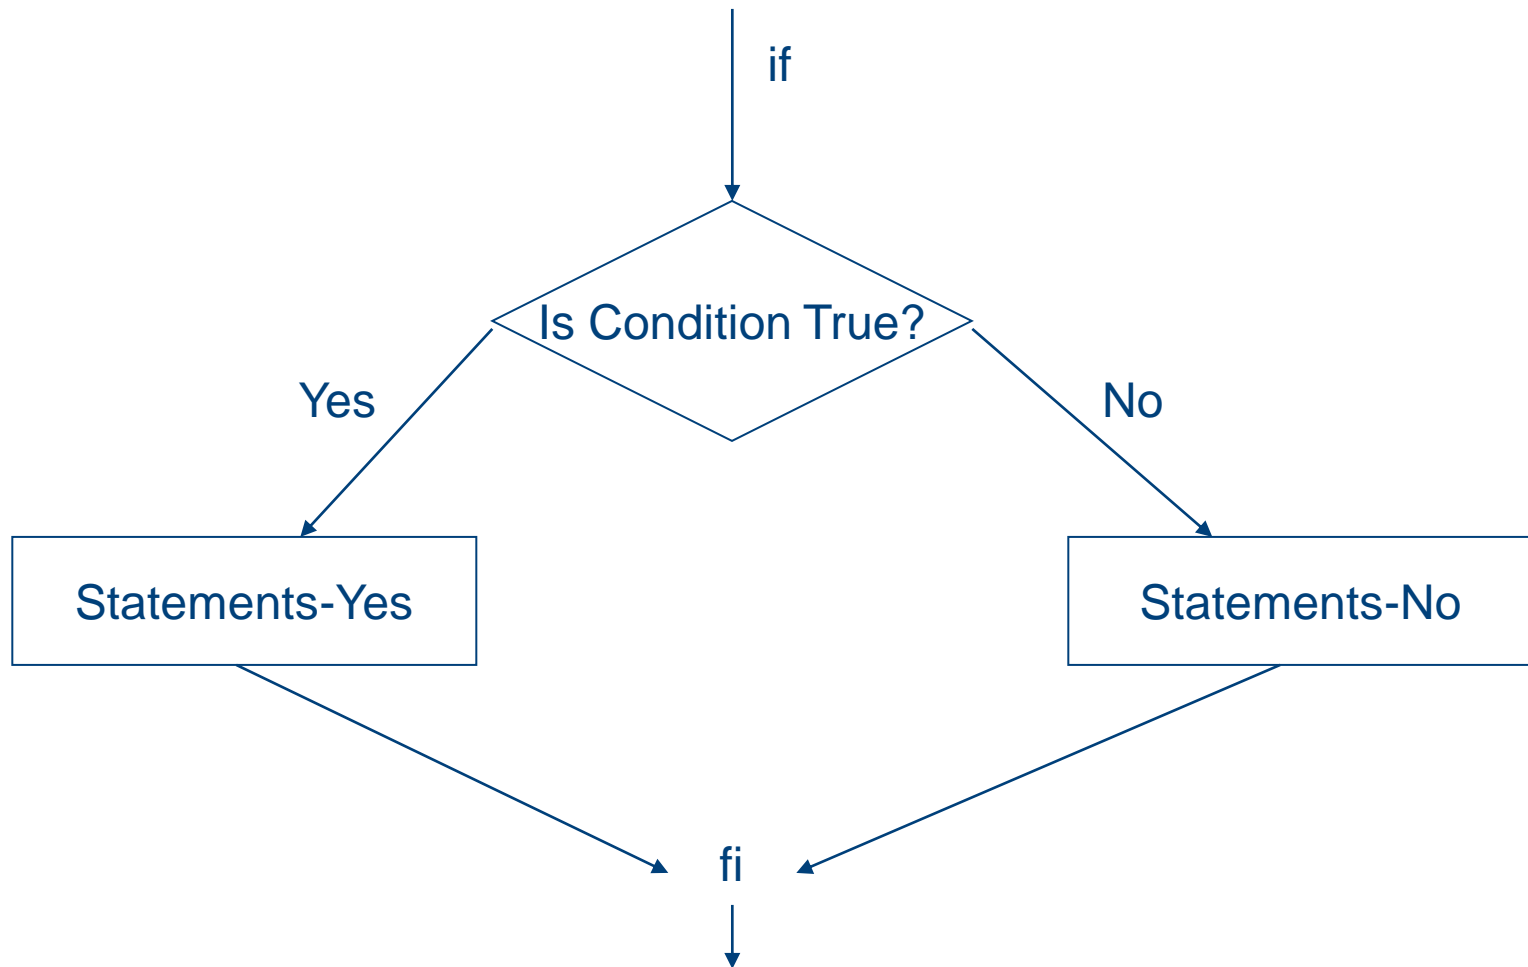 if
Is Condition True?
Yes
No
Statements-Yes
Statements-No
fi